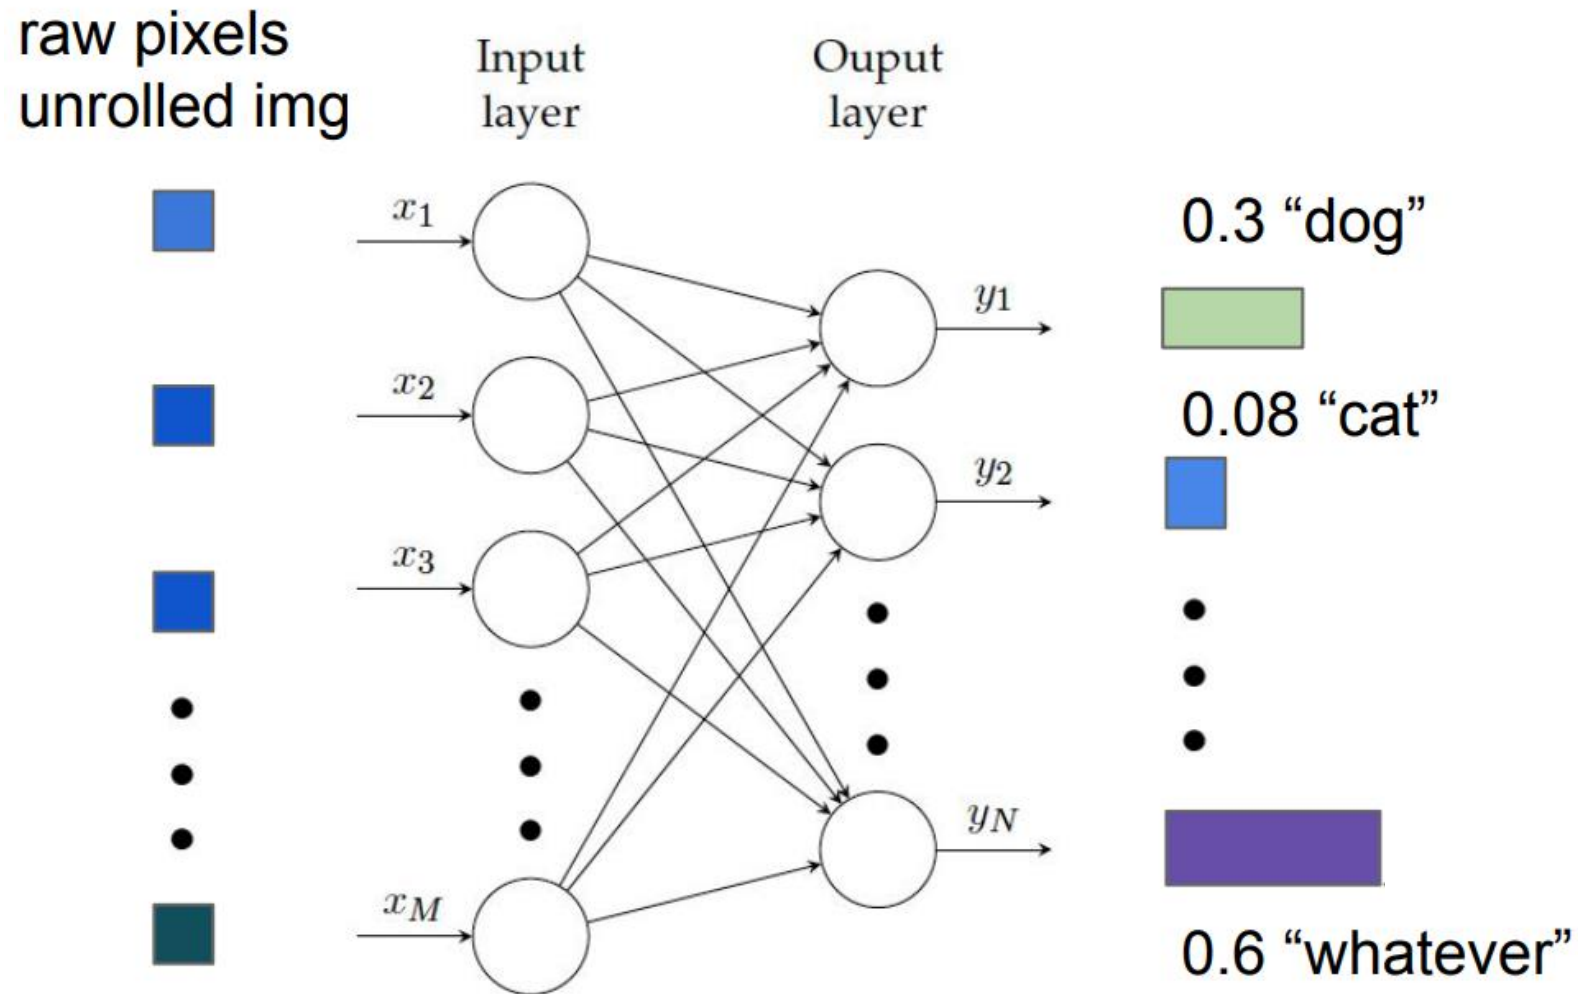 raw pixels
unrolled img
Input
layer
Ouput
layer
x1
x2
x3
xM
y1
y2
yN
0.3 “dog”
0.08 “cat”
0.6 “whatever”